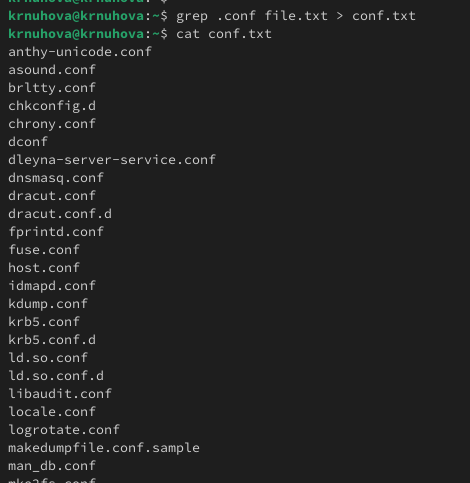 krnuhova@krnuhova:~$ grep .conf file.txt > conf.txt
krnuhova@krnuhova:~$ cat conf.txt
anthy-unicode.conf
asound.conf
brltty.conf
chkconfig.d
chrony.conf
dconf
dleyna-server-service.conf
dnsmasq.conf
dracut.conf
dracut.conf.d
fprintd.conf
fuse.conf
host.conf
idmapd.conf
kdump.conf
krb5.conf
krb5.conf.d
ld.so.conf
ld.so.conf.d
libaudit.conf
locale.conf
logrotate.conf
makedumpfile.conf.sample
man_db.conf
mke2fs.conf